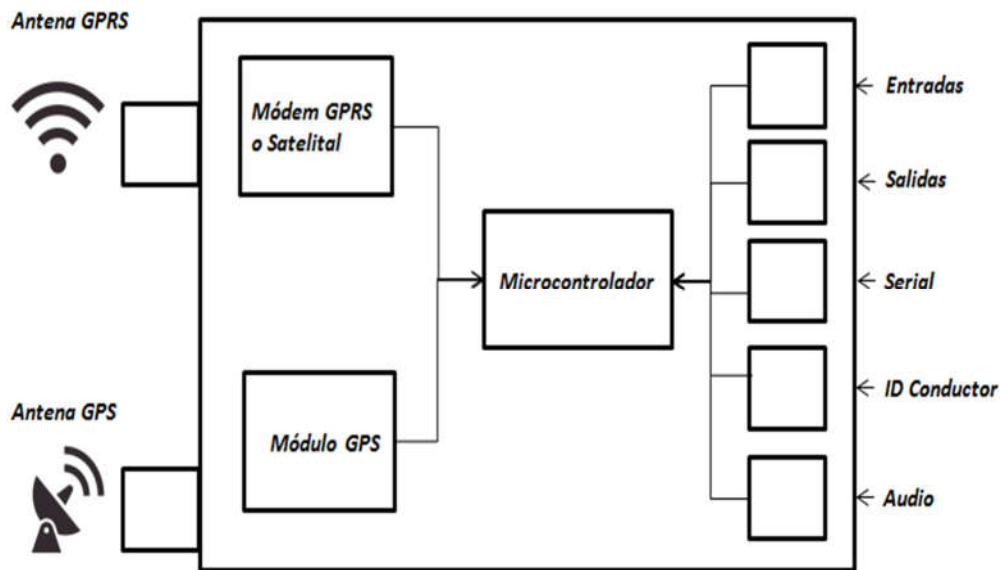 Antena GPRS
Módem GPRS
o Satelital
Entradas
Salidas
Microcontrolador
Serial
ID Conductor
Antena GPS
Módulo GPS
Audio